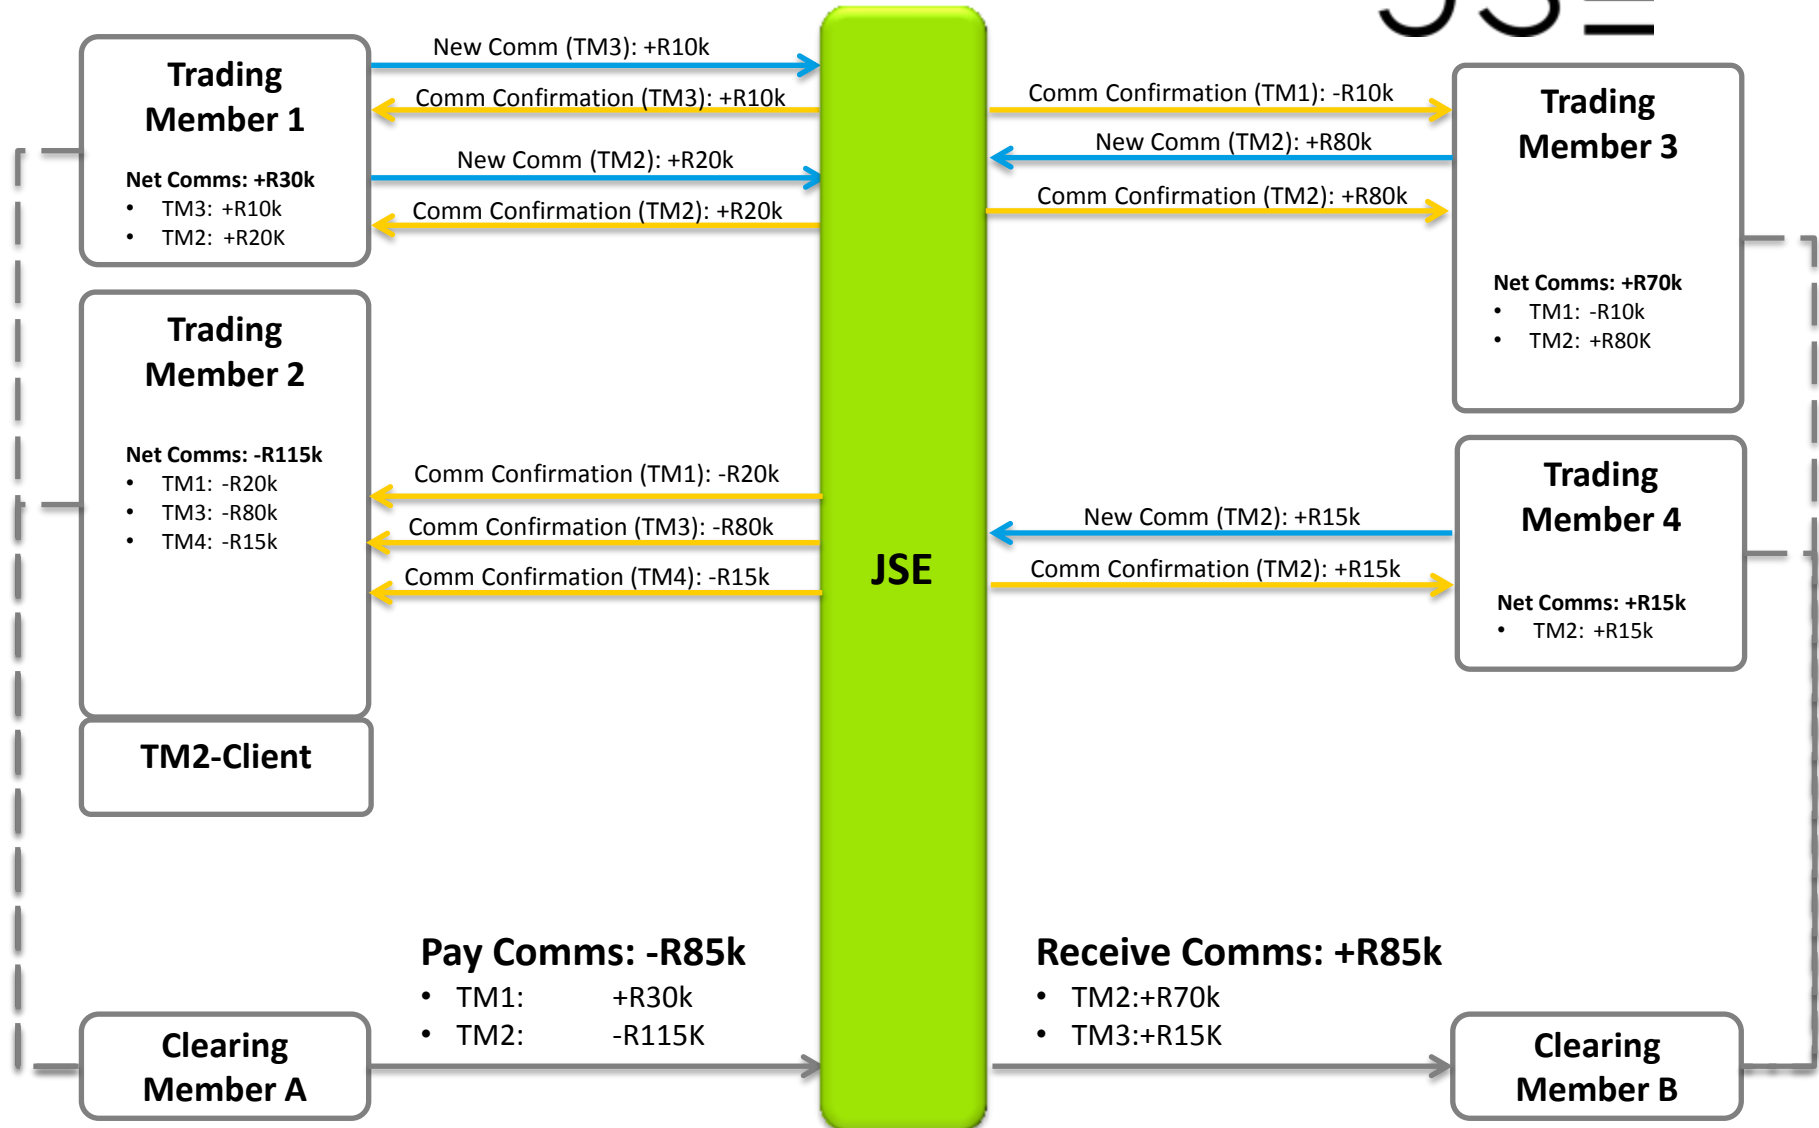 JSE
New Comm (TM3): +R10k
Trading
Member 1
Comm Confirmation (TM3): +R10k
New Comm (TM2): +R20k
Net Comms: +R30k
• TM3: +R10k
• TM2: +R20K
Comm Confirmation (TM2): +R20k
Comm Confirmation (TM1): -R10k
New Comm (TM2): +R80k
Comm Confirmation (TM2): +R80k
Trading
Member 3
Net Comms: +R70k
• TM1: -R10k
• TM2: +R80K
Trading
Member 2
Net Comms: -R115k
• TM1: -R20k
• TM3: -R80k
• TM4: -R15k
Comm Confirmation (TM1): -R20k
Comm Confirmation (TM3): -R80k
Comm Confirmation (TM4): -R15k
JSE
New Comm (TM2): +R15k
Comm Confirmation (TM2): +R15k
Trading
Member 4
Net Comms: +R15k
• TM2: +R15k
TM2-Client
Pay Comms: -R85k
• TM1: +R30k
• TM2: -R115K
Receive Comms: +R85k
• TM2:+R70k
• TM3:+R15K
Clearing
Member A
Clearing
Member B